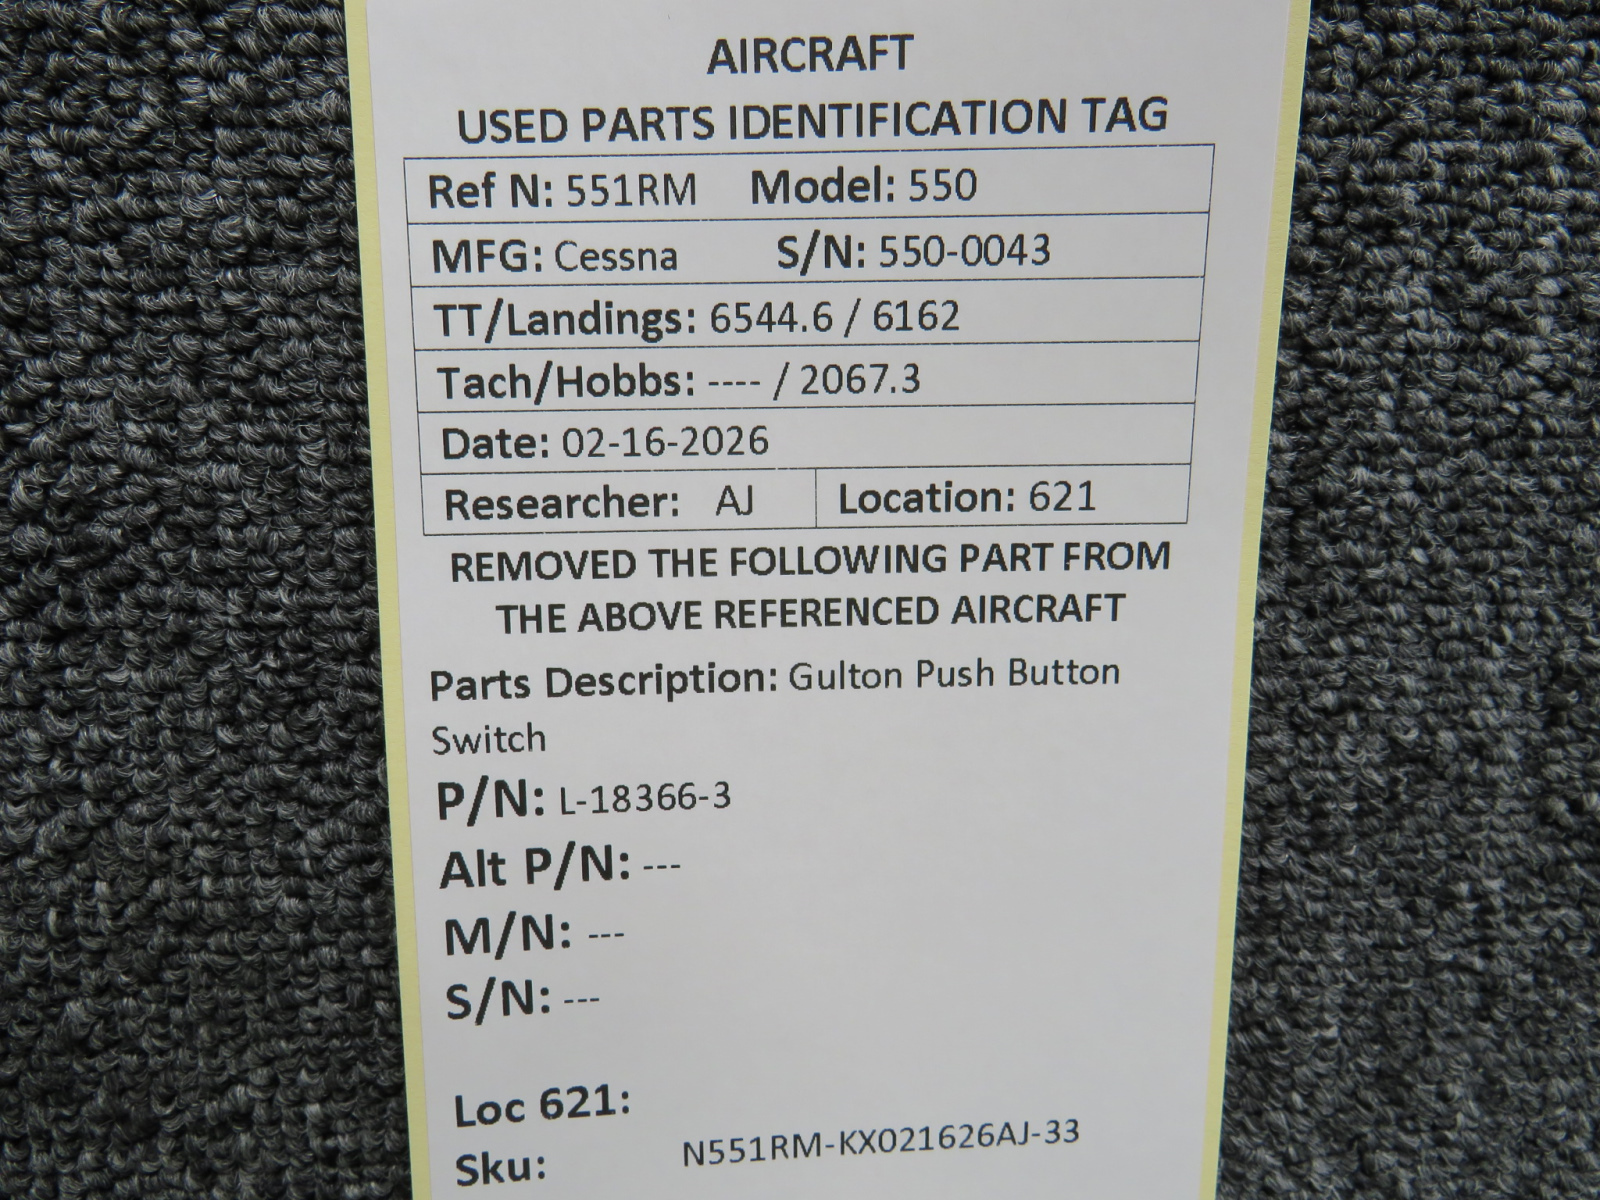 AIRCRAFT
USED PARTS IDENTIFICATION TAG
Ref N: 551RM Model: 550
MFG: Cessna S/N: 550-0043
TT/Landings: 6544.6 / 6162
Tach/Hobbs: ---- / 2067.3
Date: 02-16-2026
Researcher: AJ Location: 621
REMOVED THE FOLLOWING PART FROM
THE ABOVE REFERENCED AIRCRAFT
Parts Description: Gulton Push Button
Switch
P/N: L-18366-3
Alt P/N: ---
M/N: ---
S/N: ---
Loc 621:
Sku: N551RM-KX021626AJ-33